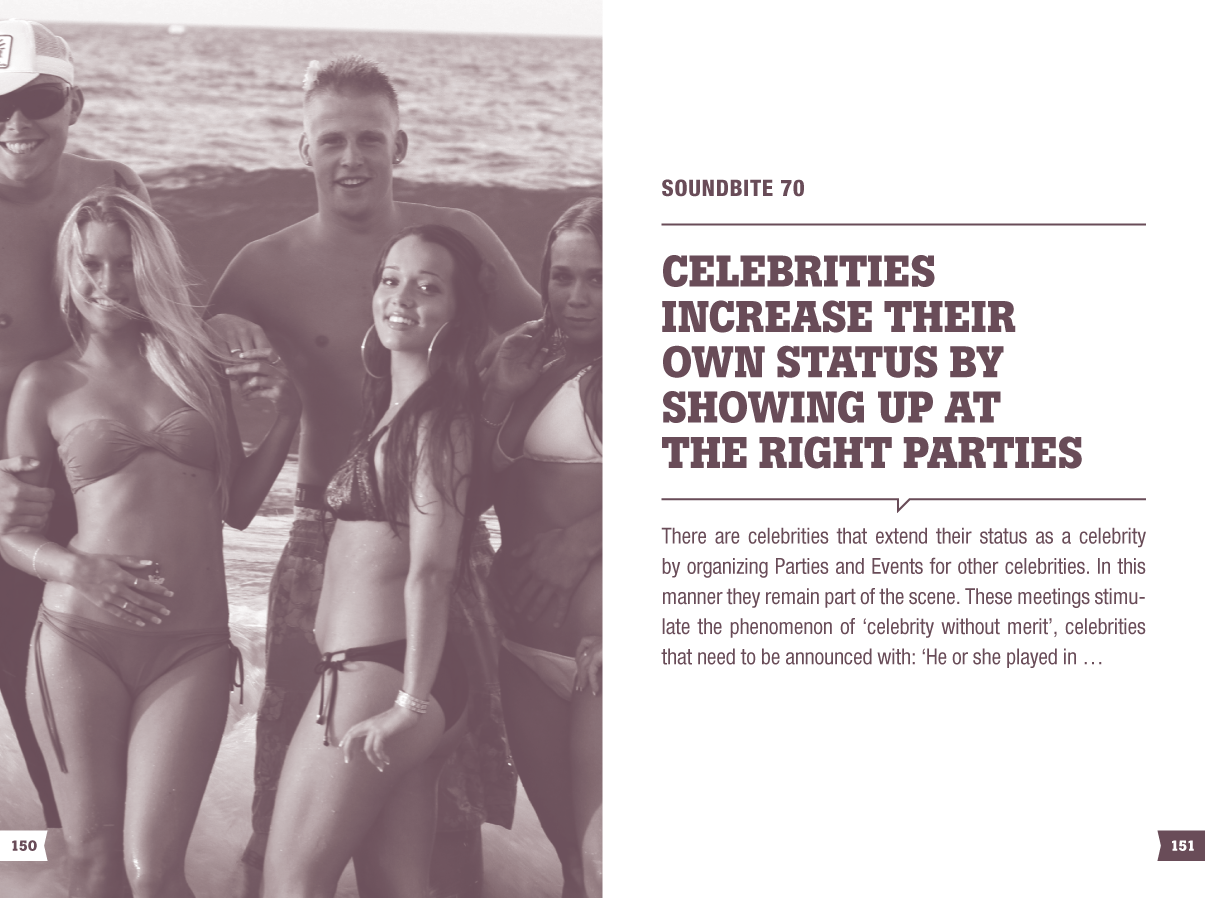 SOUNDBITE 70
CELEBRITIES
INCREASE THEIR
OWN STATUS BY
SHOWING UP AT
THE RIGHT PARTIES
There are celebrities that extend their status as a celebrity
by organizing Parties and Events for other celebrities. In this
manner they remain part of the scene. These meetings stimu-
late the phenomenon of ‘celebrity without merit’, celebrities
that need to be announced with: ‘He or she played in …
150
151